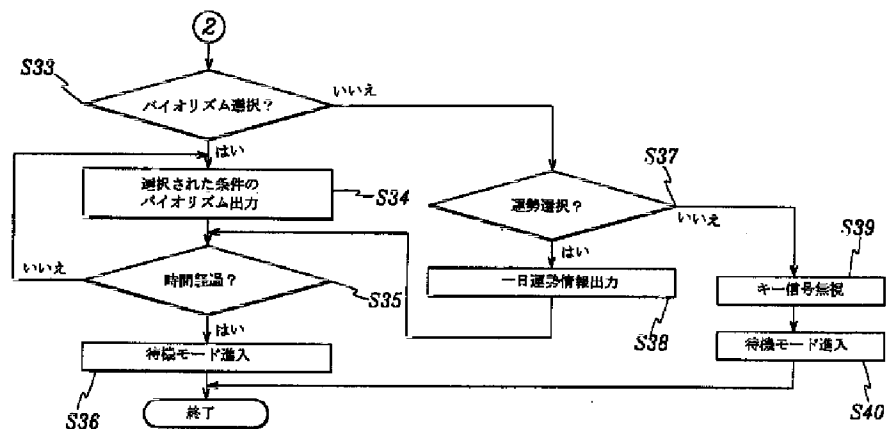 2
S33
バイオリズム選択?
いいえ
はい
選択された条件の
バイオリズム出力
S34
S37
運勢選択?
いいえ
はい
S39
いいえ
時間経過?
S35
一日運勢情報出力
S38
キー信号無視
はい
待機モード進入
S36
待機モード進入
S40
終了